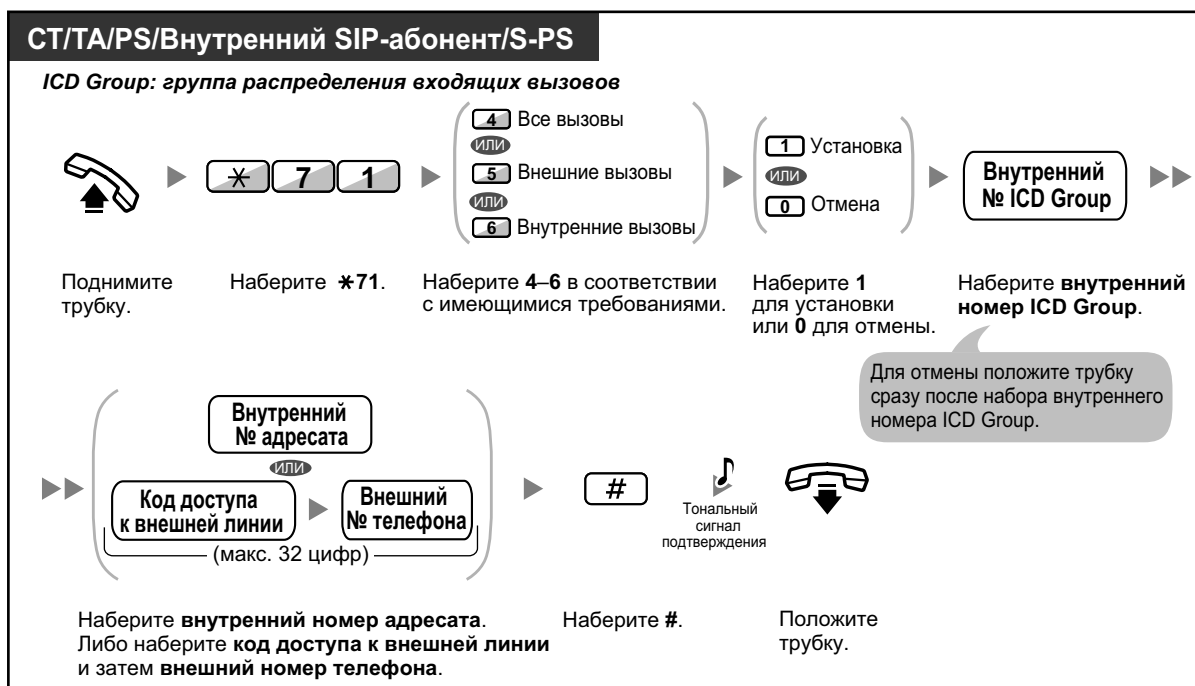 CT/TA/PS/Внутренний SIP-абонент/S-PS
ICD Group: группа распределения входящих вызовов
4 Все вызовы
ИЛИ
5 Внешние вызовы
ИЛИ
6 Внутренние вызовы
1 Установка
ИЛИ
0 Отмена
Внутренний
№ ICD Group
✳ 7 1
Поднимите
трубку.
Наберите ✳71.
Наберите 4–6 в соответствии
с имеющимися требованиями.
Наберите 1
для установки
или 0 для отмены.
Наберите внутренний
номер ICD Group.
Для отмены положите трубку
сразу после набора внутреннего
номера ICD Group.
Внутренний
№ адресата
ИЛИ
Код доступа
к внешней линии
Внешний
№ телефона
(макс. 32 цифр)
#
Тональный
сигнал
подтверждения
Наберите внутренний номер адресата.
Либо наберите код доступа к внешней линии
и затем внешний номер телефона.
Наберите #.
Положите
трубку.